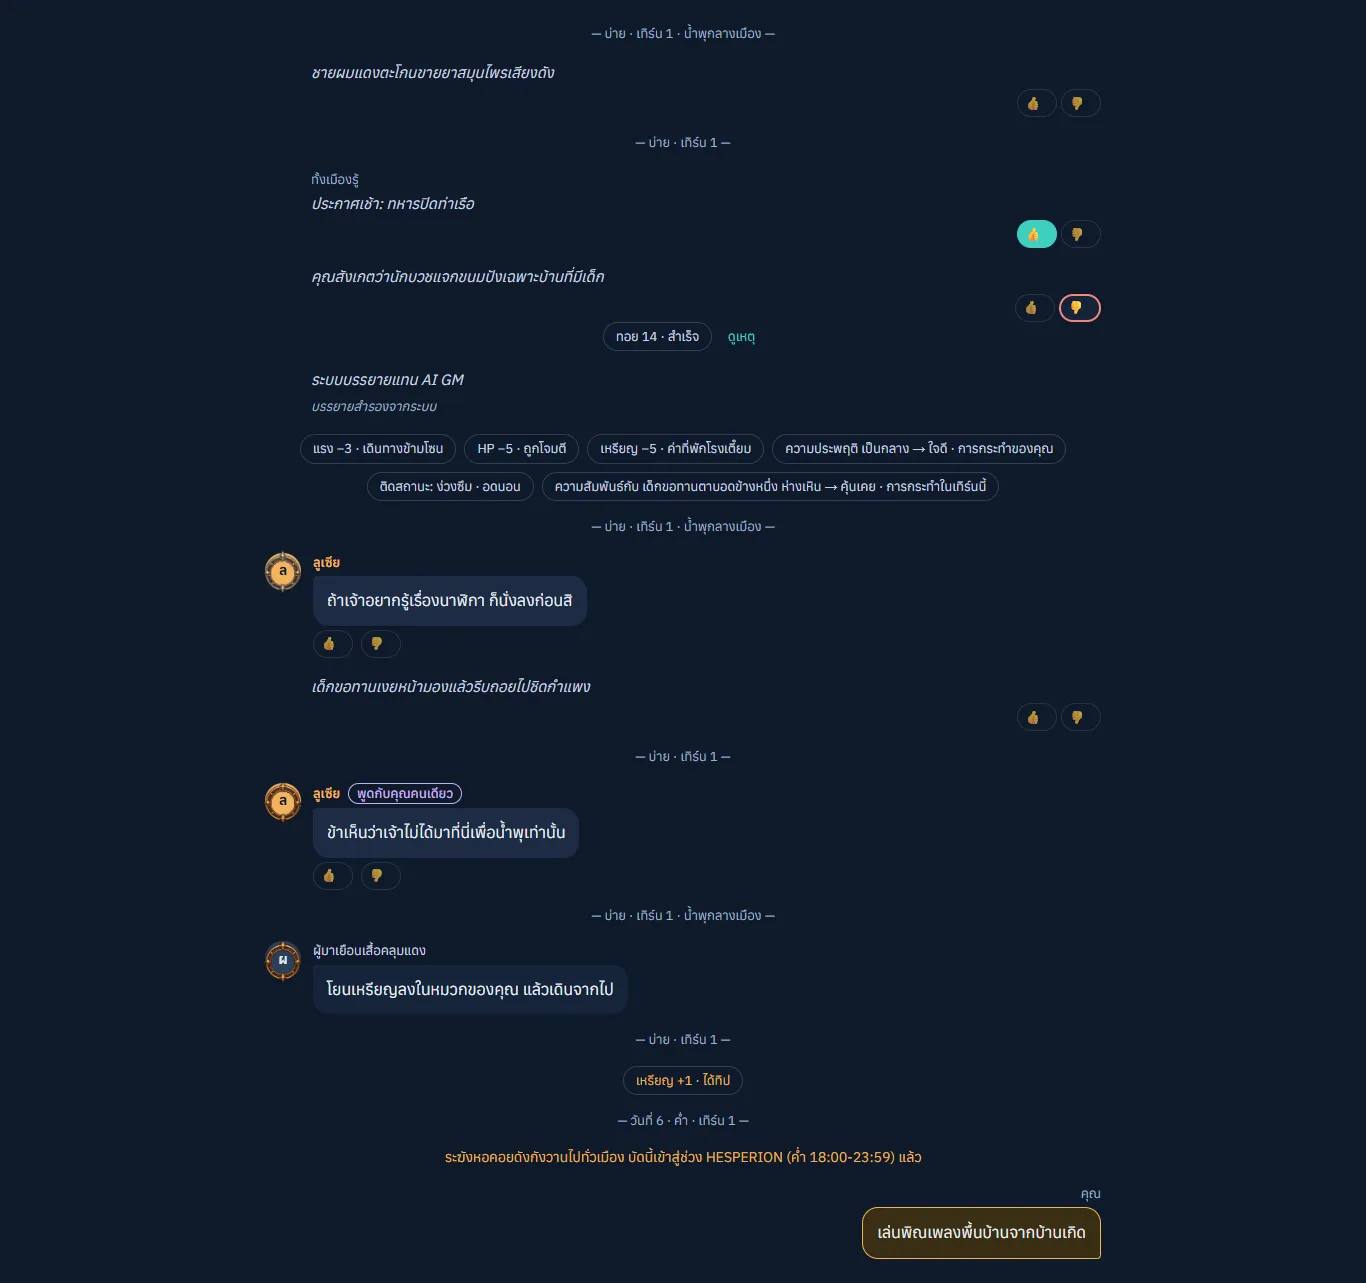 — บ่าย · เทิร์น 1 · น้ำพุกลางเมือง —
ชายผมแดงตะโกนขายยาสมุนไพรเสียงดัง
— บ่าย · เทิร์น 1 —
ทั้งเมืองรู้
ประกาศเช้า: ทหารปิดท่าเรือ
คุณสังเกตว่านักบวชแจกขนมปังเฉพาะบ้านที่มีเด็ก
ทอย 14 · สำเร็จ ดูเหตุ
ระบบบรรยายแทน AI GM
บรรยายสำรองจากระบบ
แรง −3 · เดินทางข้ามโซน HP −5 · ถูกโจมตี เหรียญ −5 · ค่าที่พักโรงเตี๊ยม ความประพฤติ เป็นกลาง → ใจดี · การกระทำของคุณ
ติดสถานะ: ง่วงซึม · อดนอน ความสัมพันธ์กับ เด็กขอทานตาบอดข้างหนึ่ง ห่างเหิน → คุ้นเคย · การกระทำในเทิร์นนี้
— บ่าย · เทิร์น 1 · น้ำพุกลางเมือง —
ล ลูเซีย
ถ้าเจ้าอยากรู้เรื่องนาฬิกา ก็นั่งลงก่อนสิ
เด็กขอทานเงยหน้ามองแล้วรีบถอยไปชิดกำแพง
— บ่าย · เทิร์น 1 —
ล ลูเซีย พูดกับคุณคนเดียว
ข้าเห็นว่าเจ้าไม่ได้มาที่นี่เพื่อน้ำพุเท่านั้น
— บ่าย · เทิร์น 1 · น้ำพุกลางเมือง —
ผ ผู้มาเยือนเสื้อคลุมแดง
โยนเหรียญลงในหมวกของคุณ แล้วเดินจากไป
— บ่าย · เทิร์น 1 —
เหรียญ +1 · ได้ทิป
— วันที่ 6 · ค่ำ · เทิร์น 1 —
ระฆังหอคอยดังกังวานไปทั่วเมือง บัดนี้เข้าสู่ช่วง HESPERION (ค่ำ 18:00-23:59) แล้ว
คุณ
เล่นพิณเพลงพื้นบ้านจากบ้านเกิด